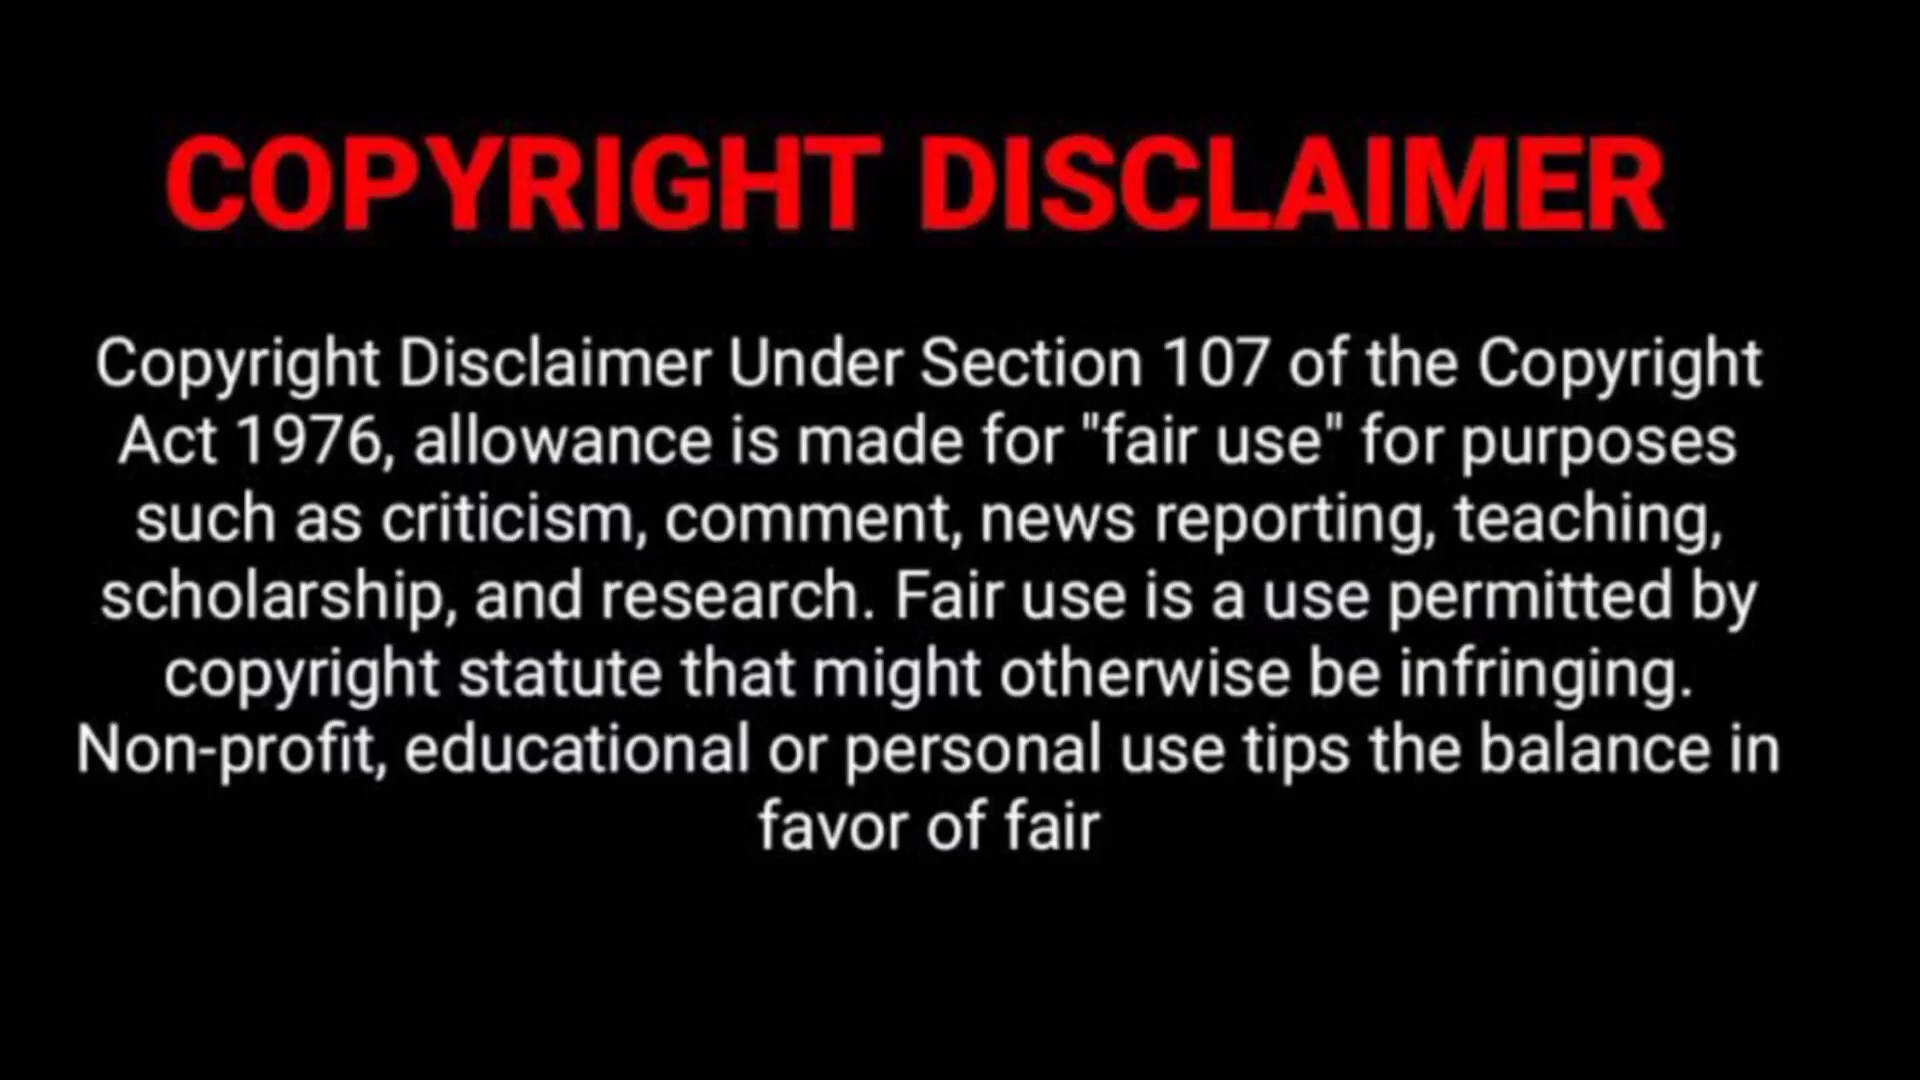 COPYRIGHT DISCLAIMER
Copyright Disclaimer Under Section 107 of the Copyright
Act 1976, allowance is made for "fair use" for purposes
such as criticism, comment, news reporting, teaching,
scholarship, and research. Fair use is a use permitted by
copyright statute that might otherwise be infringing.
Non-profit, educational or personal use tips the balance in
favor of fair